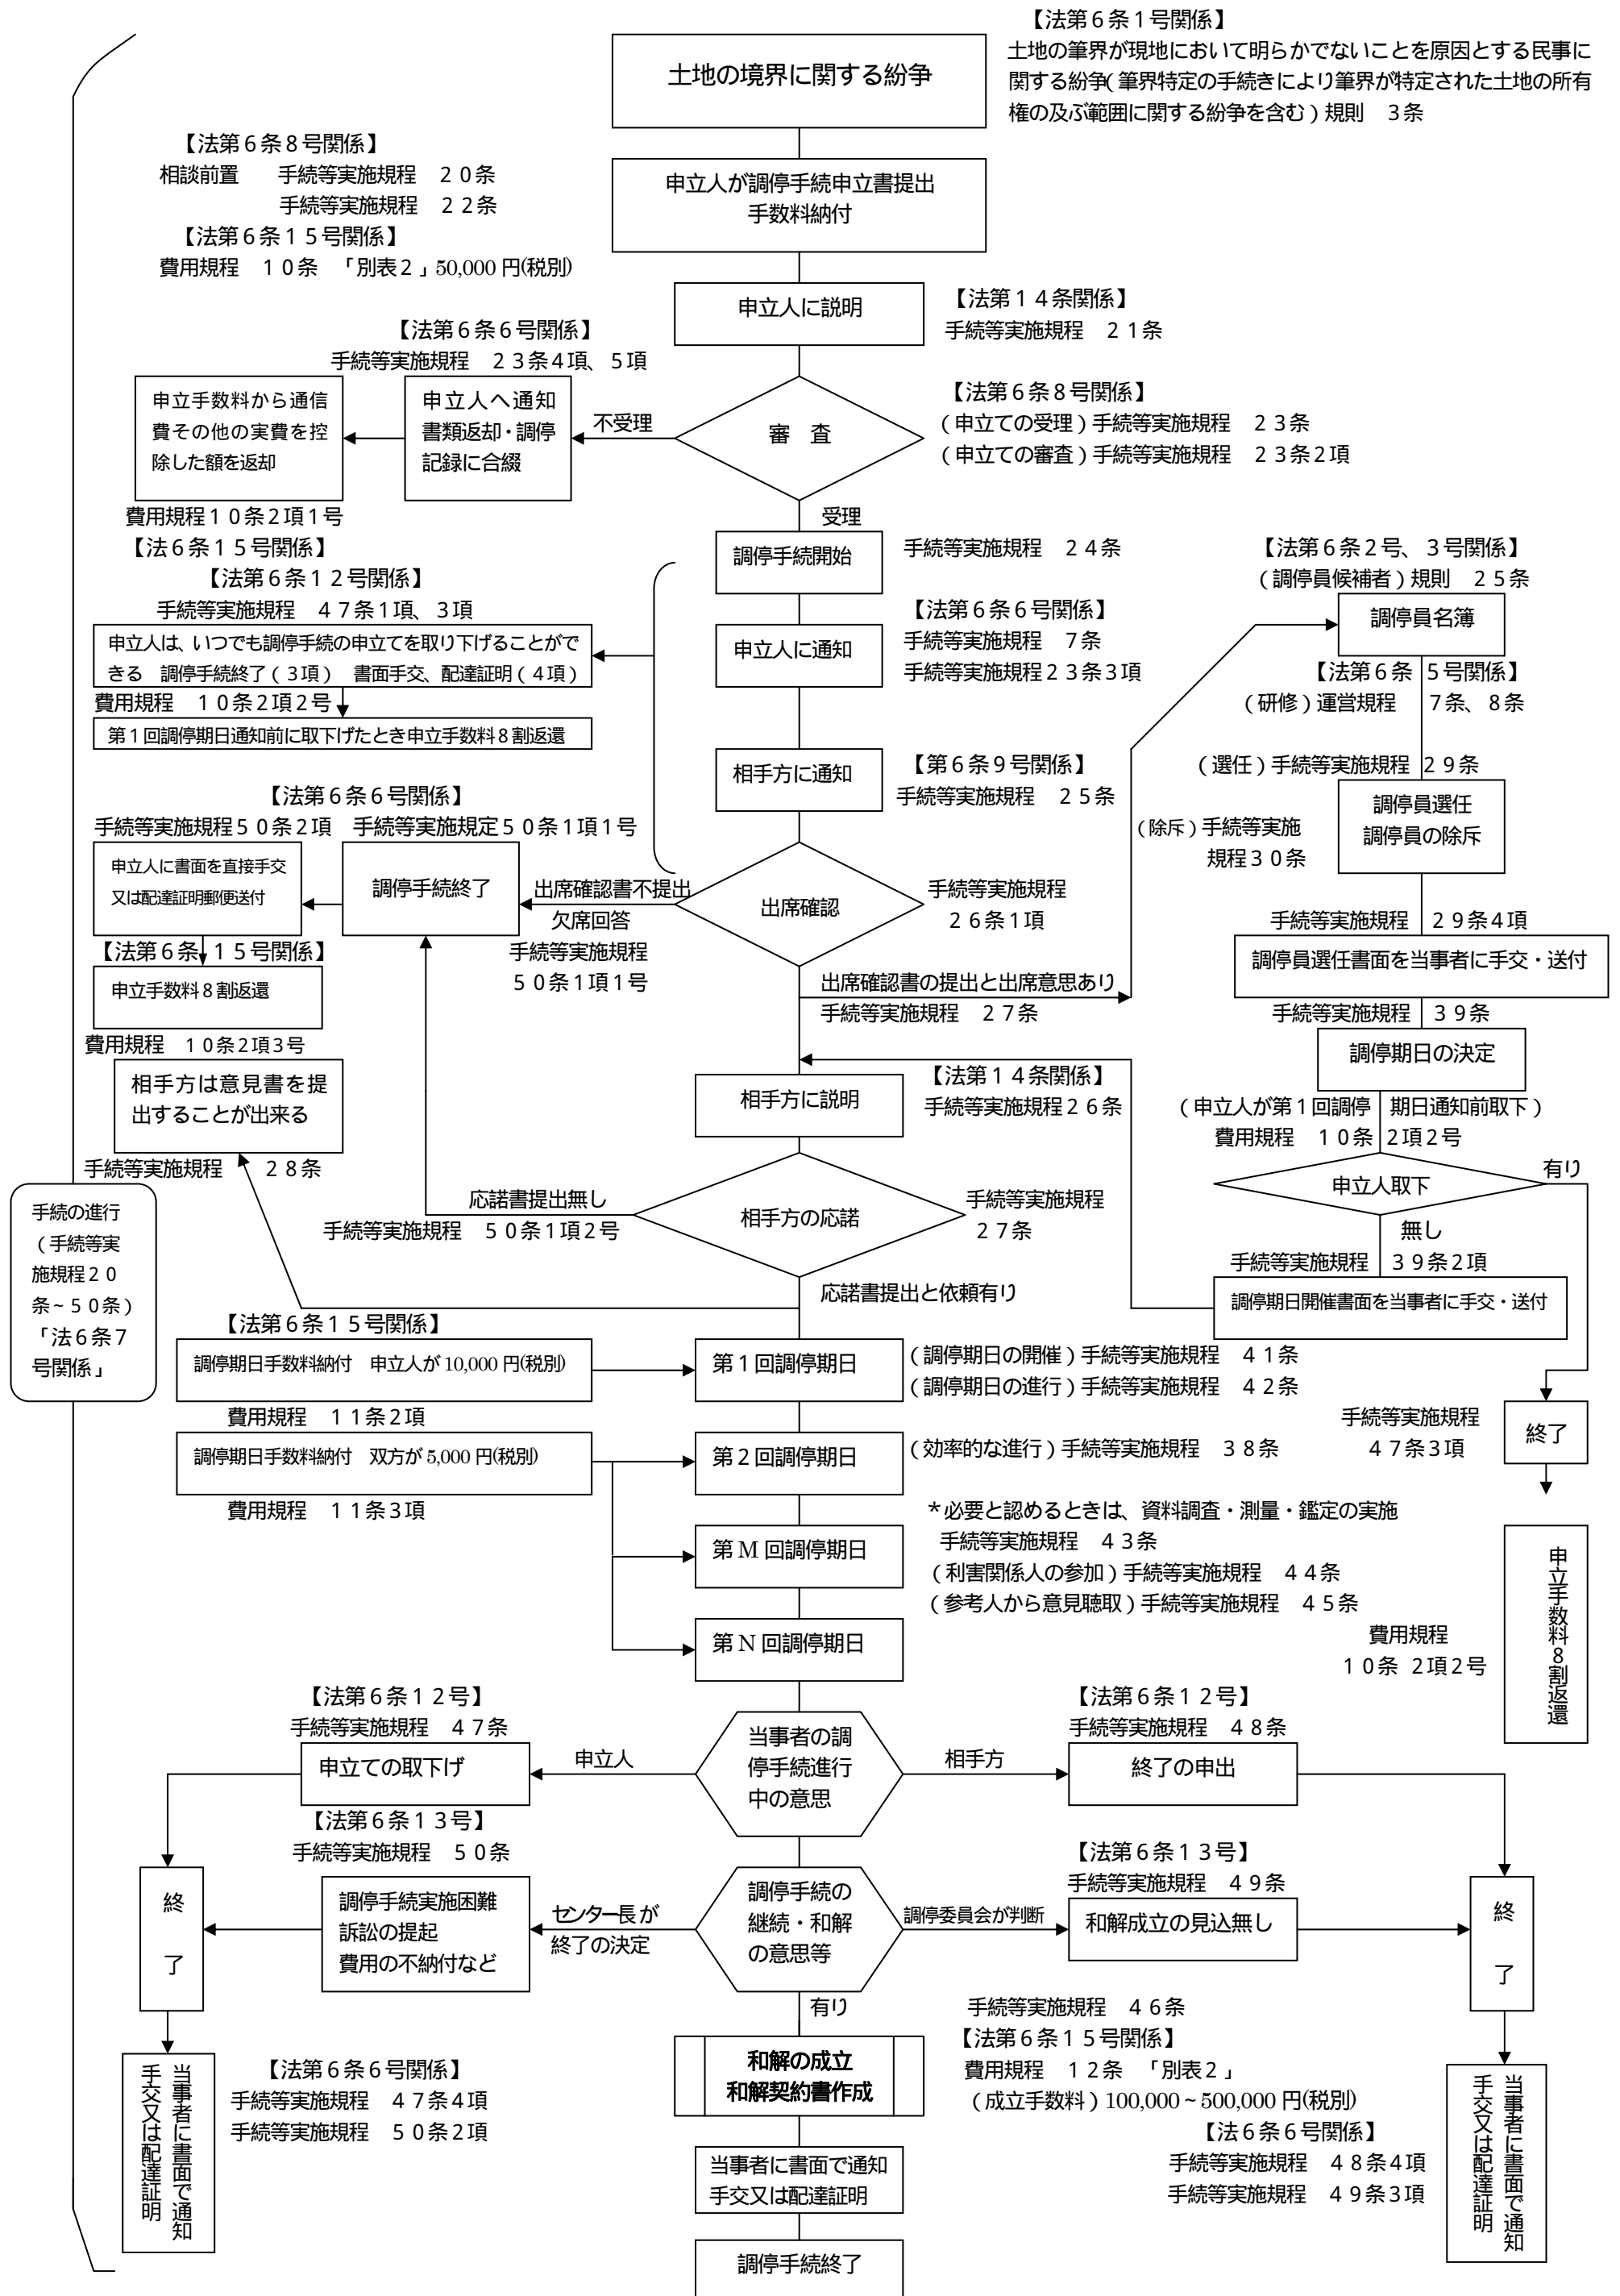 【法第６条１号関係】
土地の境界に関する紛争
土地の筆界が現地において明らかでないことを原因とする民事に
関する紛争(筆界特定の手続きにより筆界が特定された土地の所有
権の及ぶ範囲に関する紛争を含む)規則　３条
【法第６条８号関係】
相談前置　手続等実施規程　２０条
手続等実施規程　２２条
【法第６条１５号関係】
費用規程　１０条　「別表２」50,000 円(税別)
申立人が調停手続申立書提出
手数料納付
申立人に説明
【法第１４条関係】
手続等実施規程　２１条
【法第６条６号関係】
手続等実施規程　２３条４項、５項
申立手数料から通信
費その他の実費を控
除した額を返却
申立人へ通知
書類返却・調停
記録に合綴
不受理
審　査
【法第６条８号関係】
(申立ての受理)手続等実施規程　２３条
(申立ての審査)手続等実施規程　２３条２項
費用規程１０条２項１号
【法６条１５号関係】
受理
調停手続開始
手続等実施規程　２４条
【法第６条２号、３号関係】
(調停員候補者)規則　２５条
調停員名簿
【法第６条１２号関係】
手続等実施規程　４７条１項、３項
申立人は、いつでも調停手続の申立てを取り下げることがで
きる　調停手続終了(３項)　書面手交、配達証明(４項)
費用規程　１０条２項２号
第１回調停期日通知前に取下げたとき申立手数料８割返還
申立人に通知
【法第６条６号関係】
手続等実施規程　７条
手続等実施規程２３条３項
【法第６条　５号関係】
(研修)運営規程　７条、８条
相手方に通知
【第６条９号関係】
手続等実施規程　２５条
(選任)手続等実施規程　２９条
調停員選任
調停員の除斥
(除斥)手続等実施
規程３０条
【法第６条６号関係】
手続等実施規程５０条２項　手続等実施規定５０条１項１号
申立人に書面を直接手交
又は配達証明郵便送付
調停手続終了
出席確認書不提出
欠席回答
手続等実施規程
５０条１項１号
出席確認
手続等実施規程
２６条１項
手続等実施規程　２９条４項
調停員選任書面を当事者に手交・送付
【法第６条　１５号関係】
申立手数料８割返還
費用規程　１０条２項３号
出席確認書の提出と出席意思あり
手続等実施規程　２７条
手続等実施規程　３９条
調停期日の決定
相手方は意見書を提
出することが出来る
手続等実施規程　２８条
相手方に説明
【法第１４条関係】
手続等実施規程２６条
(申立人が第１回調停　期日通知前取下)
費用規程　１０条　２項２号
申立人取下
有り
無し
手続等実施規程　３９条２項
調停期日開催書面を当事者に手交・送付
手続の進行
(手続等実
施規程２０
条~５０条)
「法６条７
号関係」
応諾書提出無し
手続等実施規程　５０条１項２号
相手方の応諾
手続等実施規程
２７条
応諾書提出と依頼有り
【法第６条１５号関係】
調停期日手数料納付　申立人が 10,000 円(税別)
費用規程　１１条２項
第１回調停期日
(調停期日の開催)手続等実施規程　４１条
(調停期日の進行)手続等実施規程　４２条
調停期日手数料納付　双方が 5,000 円(税別)
費用規程　１１条３項
第２回調停期日
(効率的な進行)手続等実施規程　３８条
手続等実施規程
４７条３項
終了
第 M 回調停期日
*必要と認めるときは、資料調査・測量・鑑定の実施
手続等実施規程　４３条
(利害関係人の参加)手続等実施規程　４４条
(参考人から意見聴取)手続等実施規程　４５条
第 N 回調停期日
費用規程
１０条　２項２号
申立手数料８割返還
【法第６条１２号】
手続等実施規程　４７条
申立ての取下げ
申立人
当事者の調
停手続進行
中の意思
相手方
【法第６条１２号】
手続等実施規程　４８条
終了の申出
【法第６条１３号】
手続等実施規程　５０条
終　了
調停手続実施困難
訴訟の提起
費用の不納付など
センター長が
終了の決定
調停手続の
継続・和解
の意思等
調停委員会が判断
【法第６条１３号】
手続等実施規程　４９条
和解成立の見込無し
終　了
有り
和解の成立
和解契約書作成
手続等実施規程　４６条
【法第６条１５号関係】
費用規程　１２条　「別表２」
(成立手数料)100,000～500,000 円(税別)
当事者に書面で通知
手交又は配達証明
【法第６条６号関係】
手続等実施規程　４７条４項
手続等実施規程　５０条２項
当事者に書面で通知
手交又は配達証明
【法６条６号関係】
手続等実施規程　４８条４項
手続等実施規程　４９条３項
当事者に書面で通知
手交又は配達証明
調停手続終了